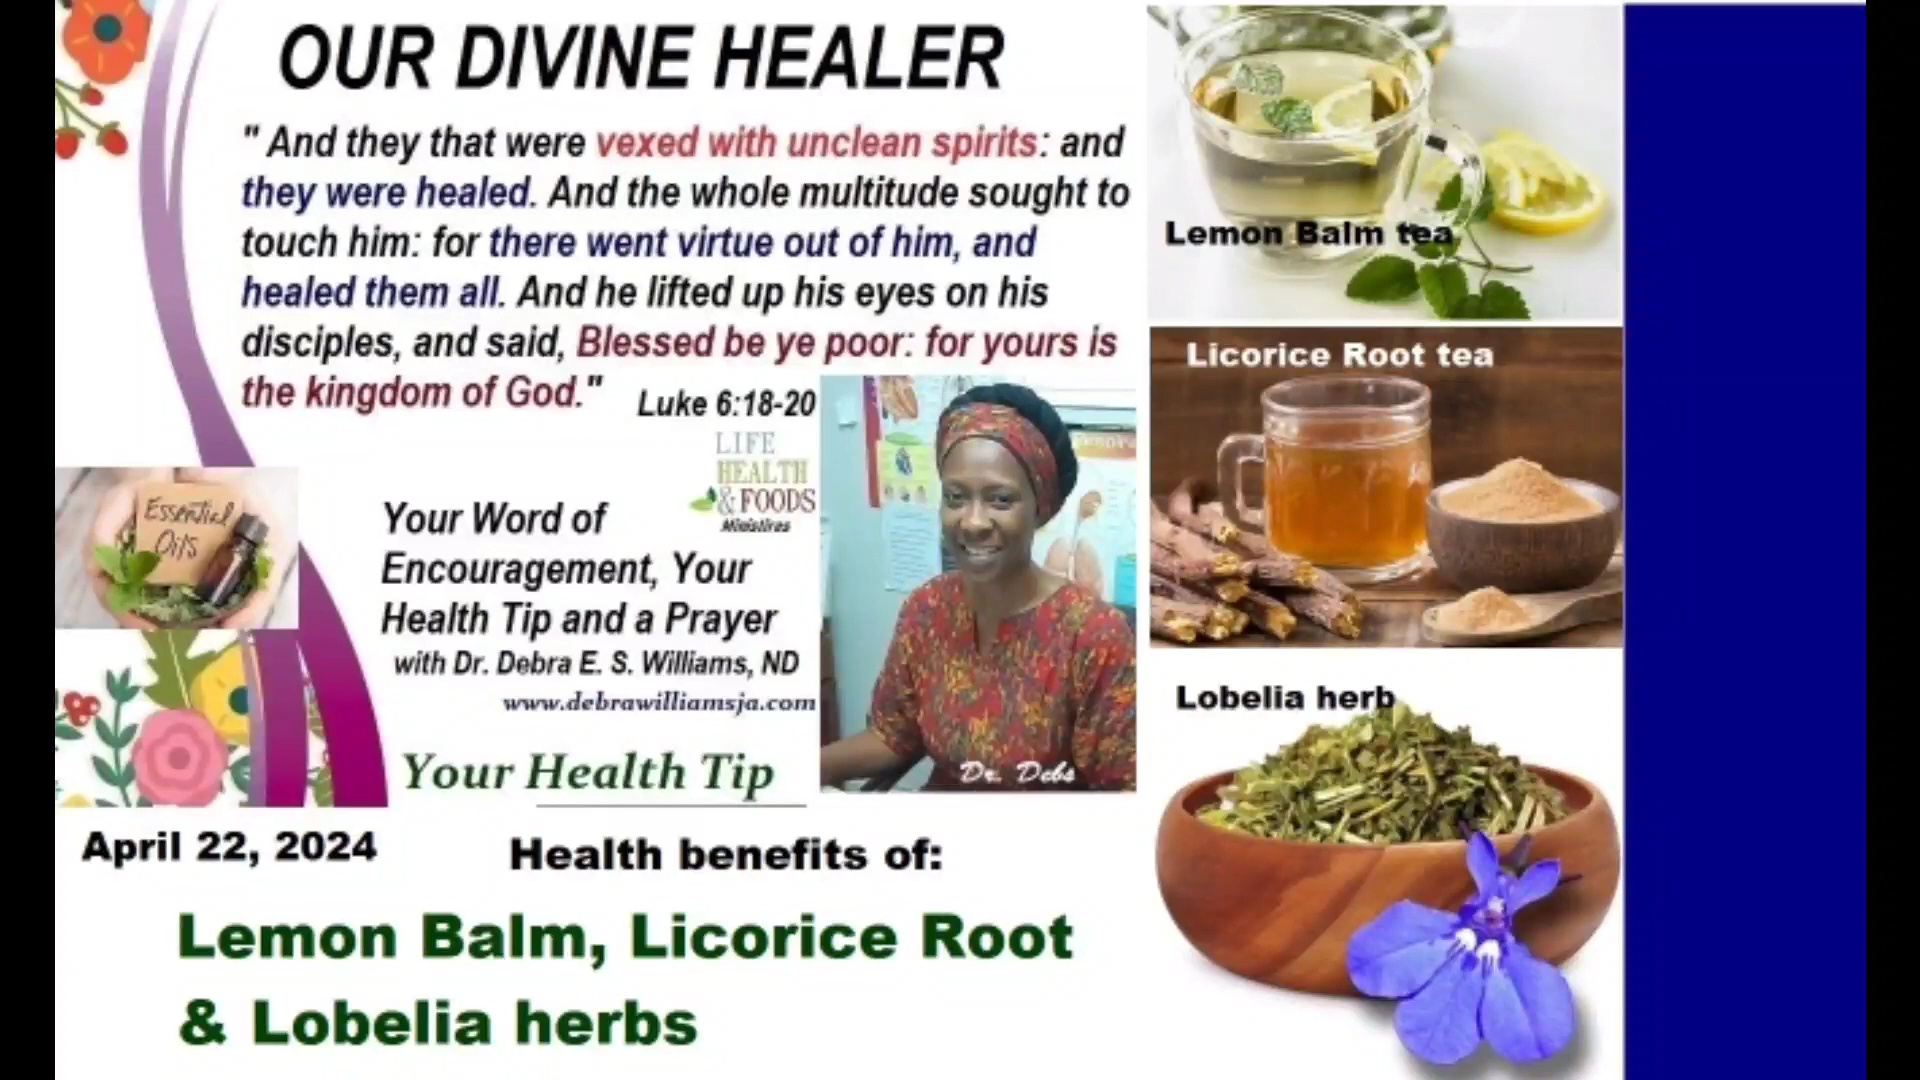 OUR DIVINE HEALER
" And they that were vexed with unclean spirits: and
they were healed. And the whole multitude sought to
touch him: for there went virtue out of him, and
healed them all. And he lifted up his eyes on his
disciples, and said, Blessed be ye poor: for yours is
the kingdom of God."
Luke 6:18-20
LIFE
HEALTH
& FOODS
Ministires
Essential
Oils
Your Word of
Encouragement, Your
Health Tip and a Prayer
with Dr. Debra E. S. Williams, ND
www.debrawilliamsja.com
Your Health Tip
Dr. Debs
April 22, 2024
Health benefits of:
Lemon Balm, Licorice Root
& Lobelia herbs
Lemon Balm tea
Licorice Root tea
Lobelia herb